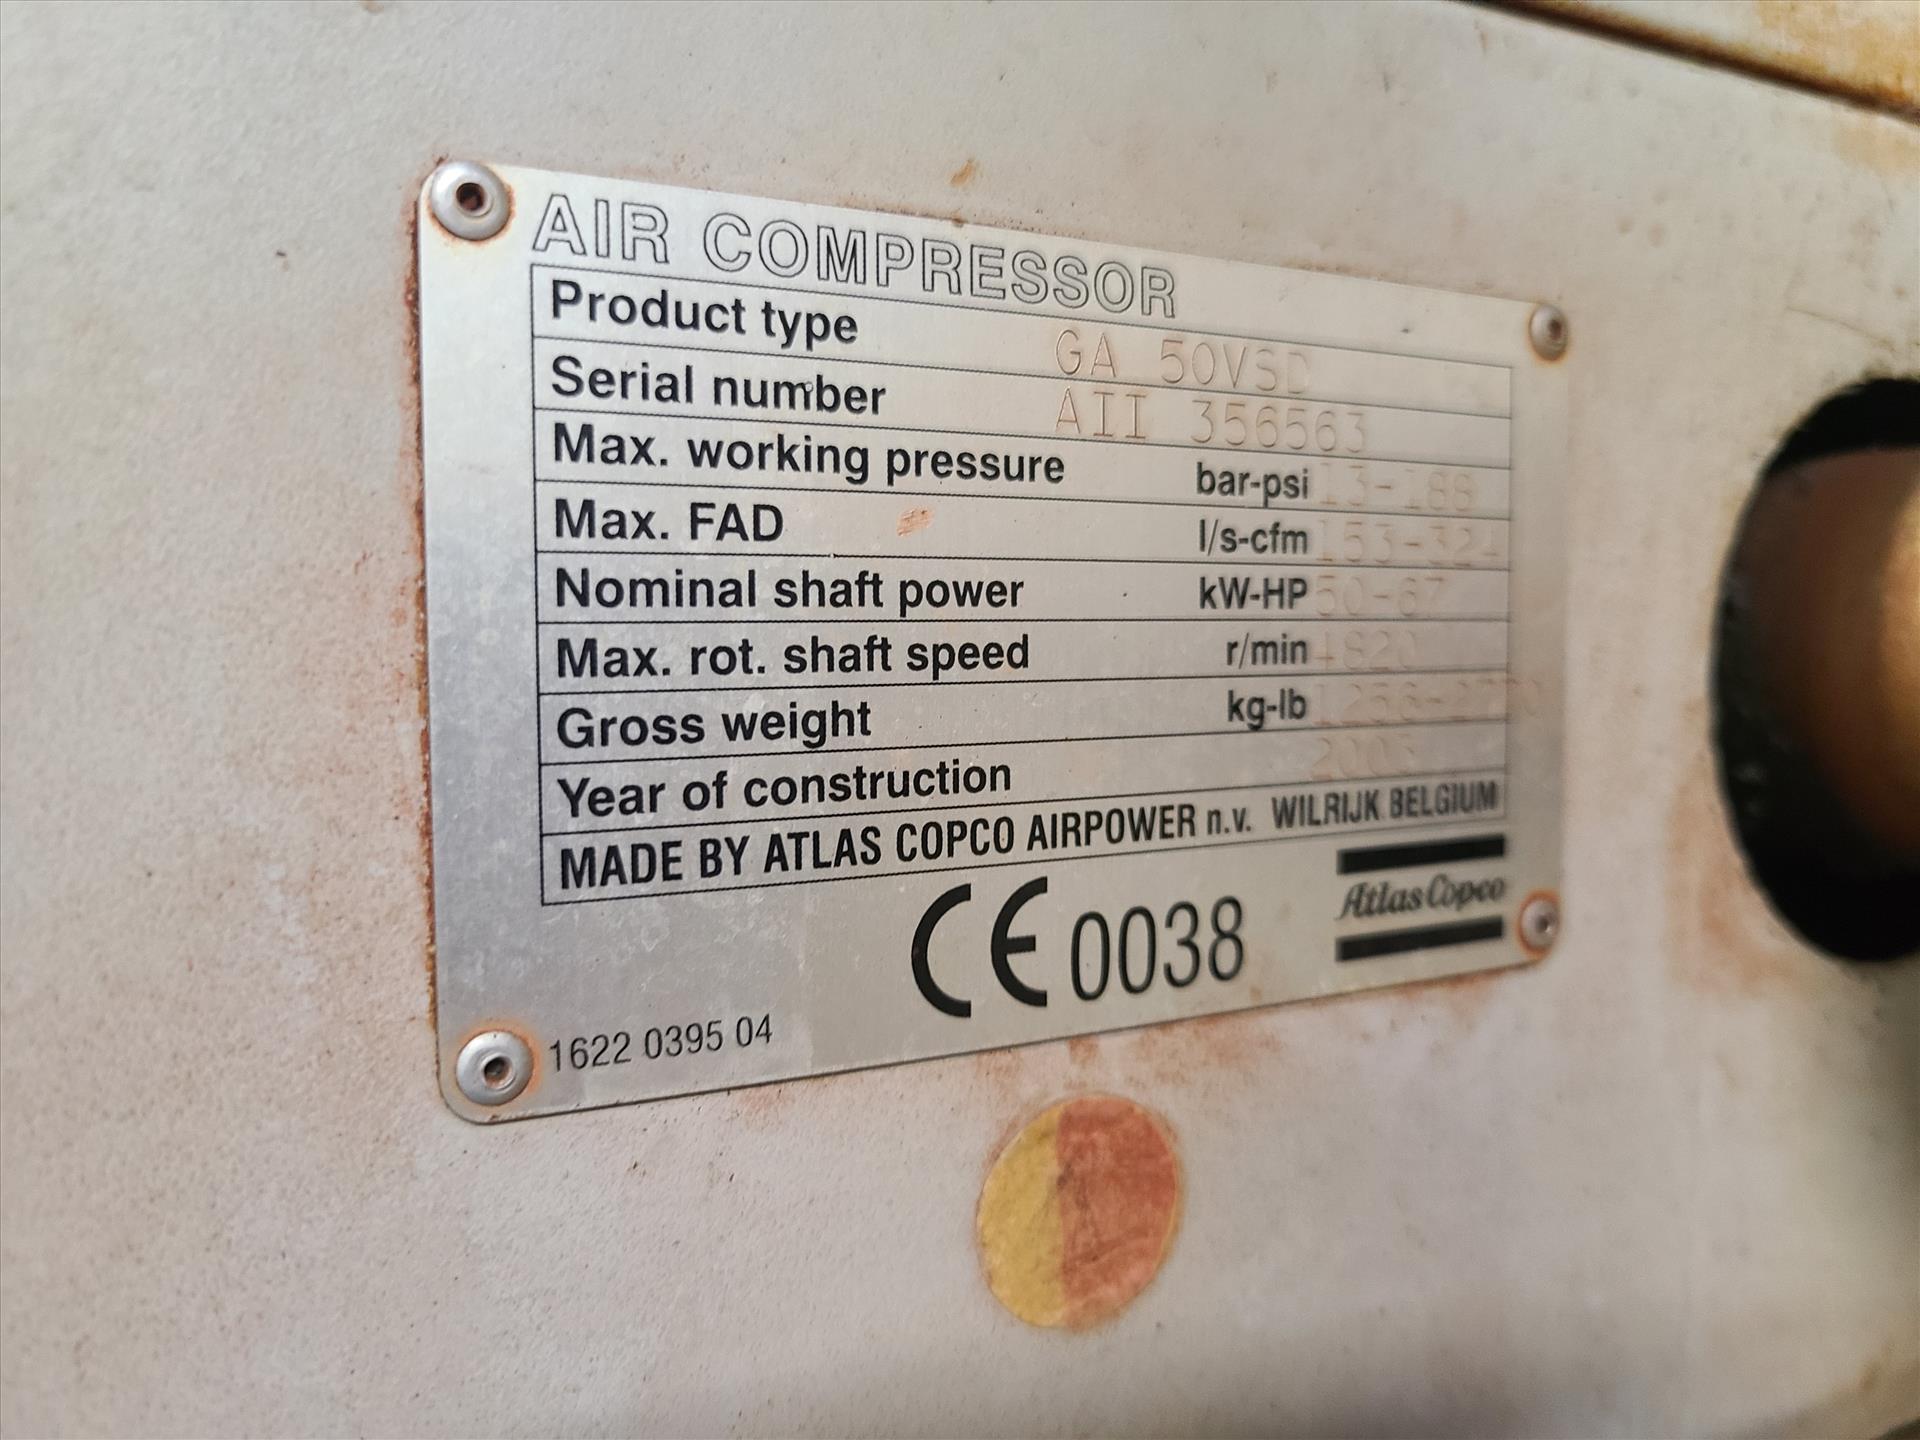 AIR COMPRESSOR
Product type GA 50VSD
Serial number AII 356563
Max. working pressure bar-psi 13-188
Max. FAD l/s-cfm 153-324
Nominal shaft power kW-HP 50-67
Max. rot. shaft speed r/min 4820
Gross weight kg-lb
Year of construction
MADE BY ATLAS COPCO AIRPOWER n.v. WILRIJK BELGIUM
CE 0038
Atlas Copco
1622 0395 04